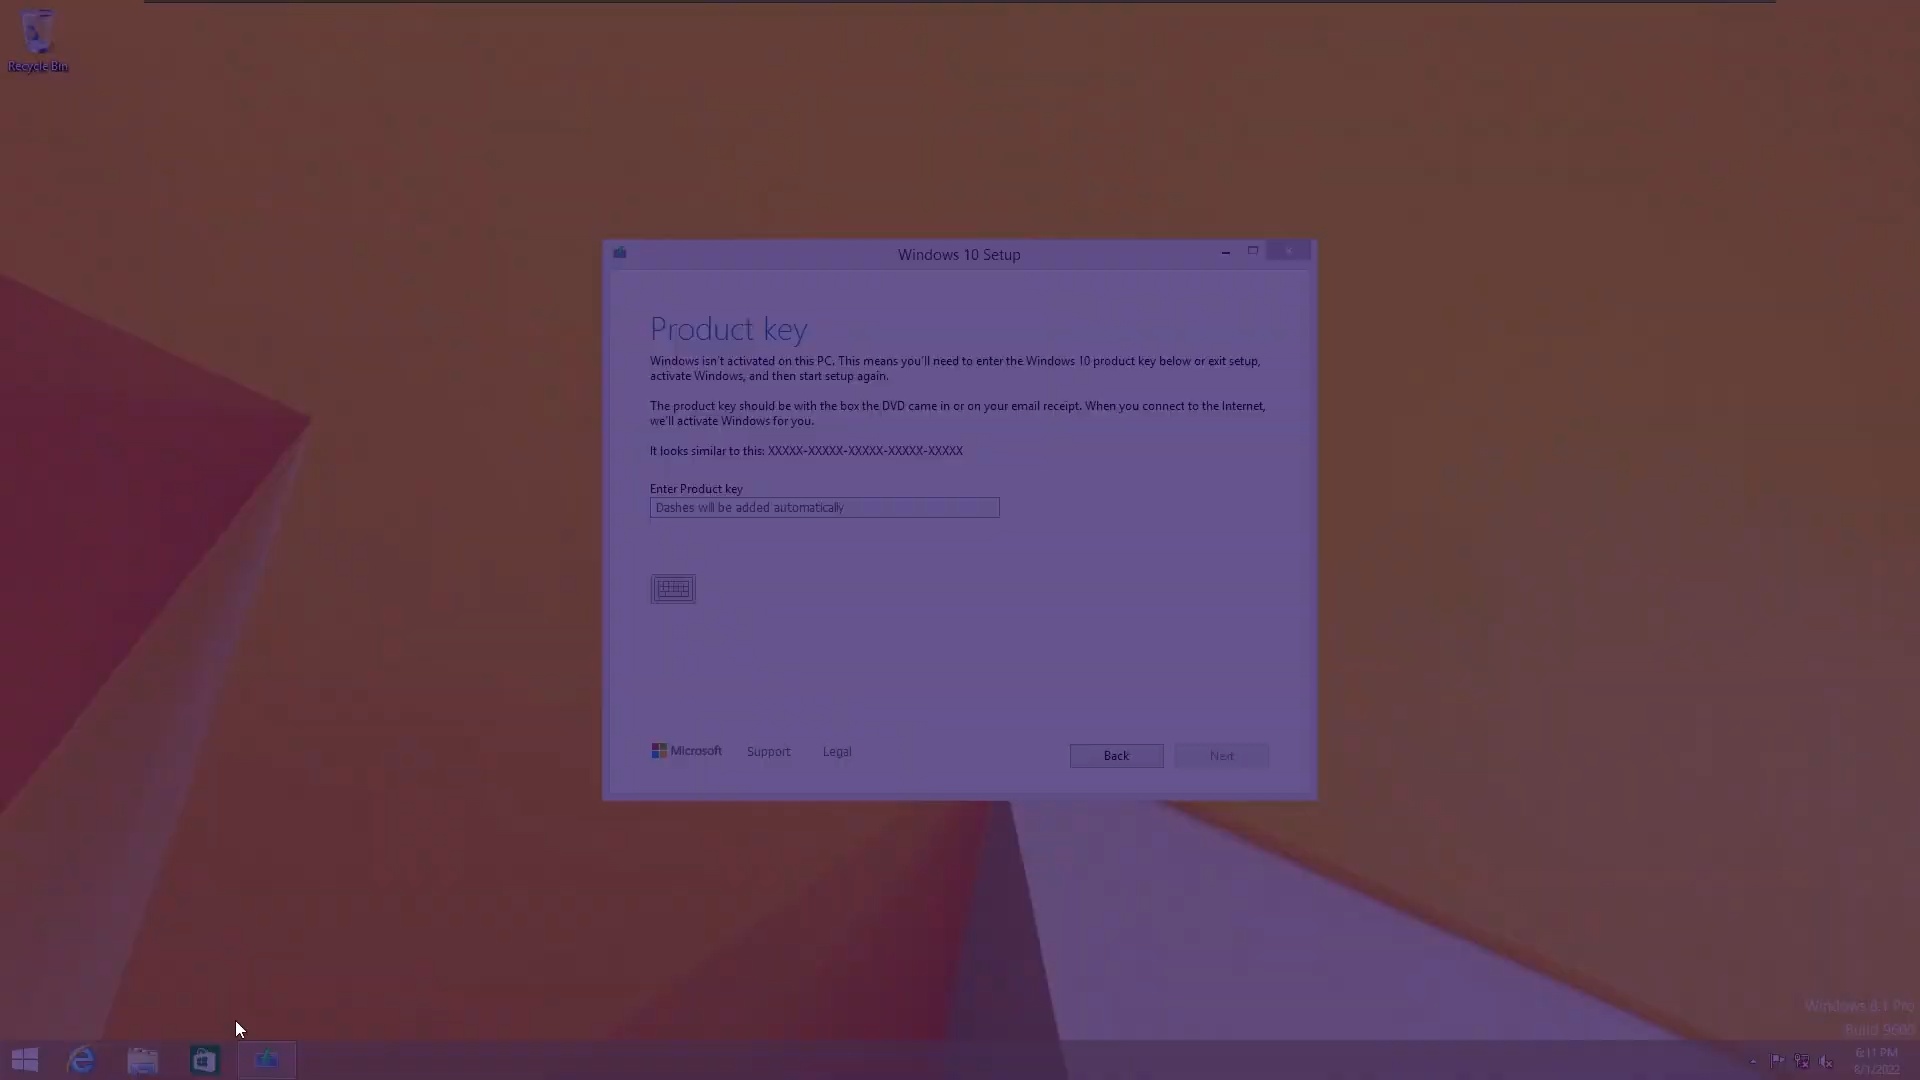 Recycle Bin
Windows 10 Setup
Product key
Windows isn't activated on this PC. This means you'll need to enter the Windows 10 product key below or exit setup,
activate Windows, and then start setup again.
The product key should be with the box the DVD came in or on your email receipt. When you connect to the Internet,
we'll activate Windows for you.
It looks similar to this: XXXXX-XXXXX-XXXXX-XXXXX-XXXXX
Enter Product key
Dashes will be added automatically
Microsoft Support Legal Back Next
Windows 8.1 Pro
Build 9600
6:11 PM
8/1/2022